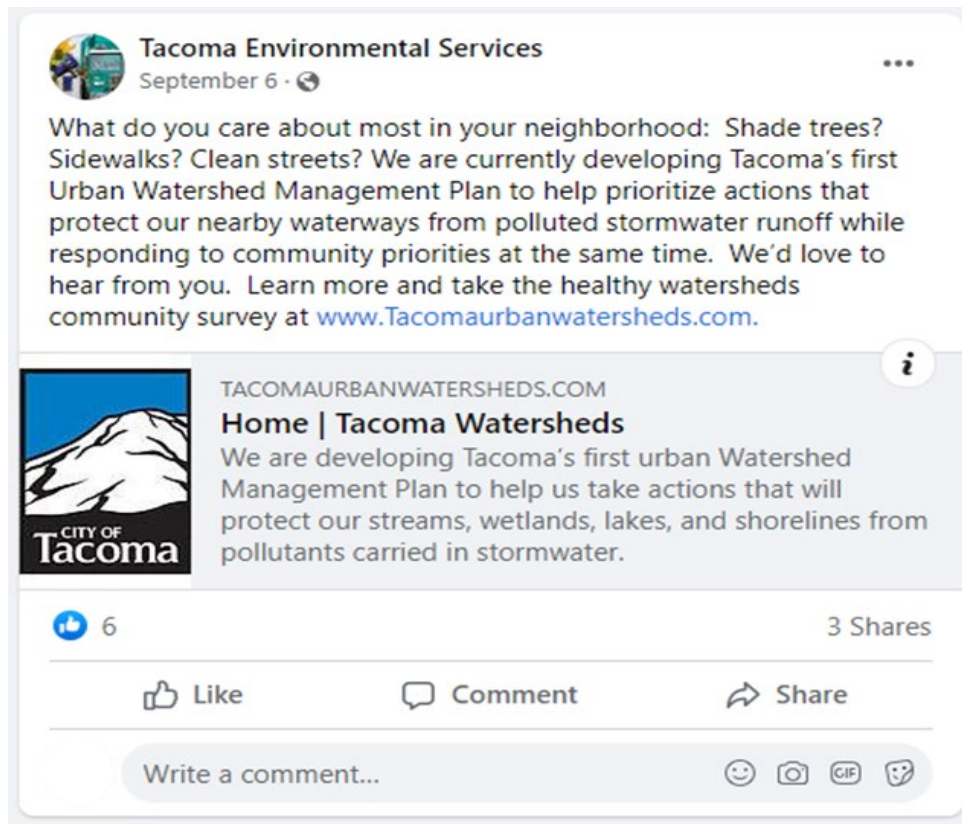 Tacoma Environmental Services
September 6 ·
What do you care about most in your neighborhood:  Shade trees?
Sidewalks? Clean streets? We are currently developing Tacoma's first
Urban Watershed Management Plan to help prioritize actions that
protect our nearby waterways from polluted stormwater runoff while
responding to community priorities at the same time.  We'd love to
hear from you.  Learn more and take the healthy watersheds
community survey at www.Tacomaurbanwatersheds.com.
i
CITY OF
Tacoma
TACOMAURBANWATERSHEDS.COM
Home | Tacoma Watersheds
We are developing Tacoma's first urban Watershed
Management Plan to help us take actions that will
protect our streams, wetlands, lakes, and shorelines from
pollutants carried in stormwater.
6
3 Shares
Like
Comment
Share
Write a comment...
GIF